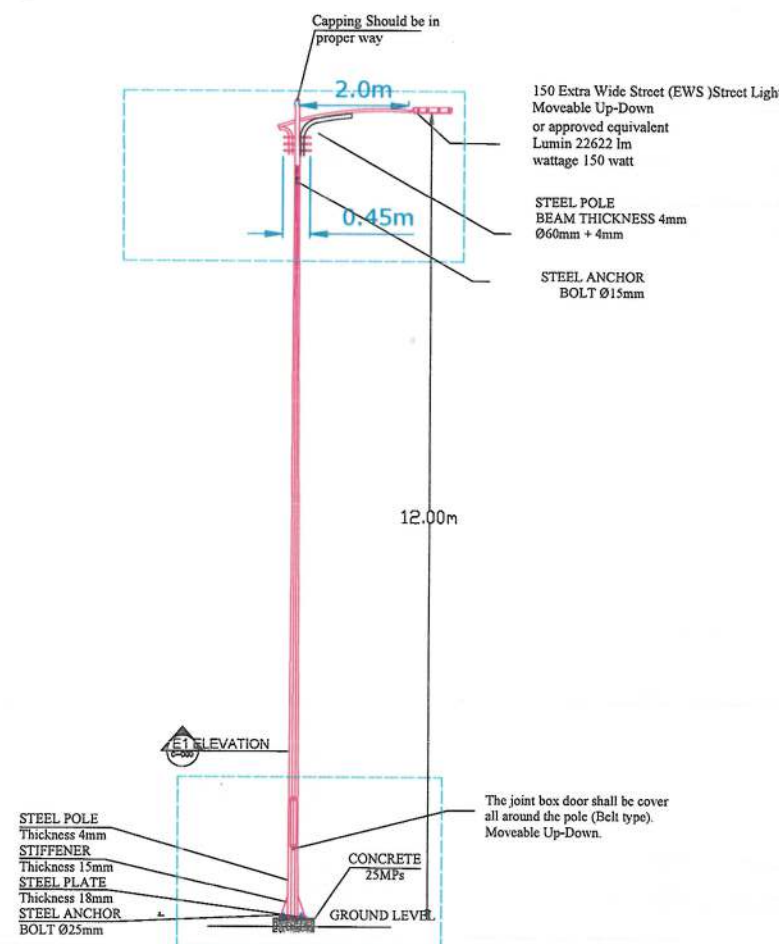 Capping Should be in
proper way
2.0m
150 Extra Wide Street (EWS )Street Light
Moveable Up-Down
or approved equivalent
Lumin 22622 lm
wattage 150 watt
STEEL POLE
BEAM THICKNESS 4mm
Ø60mm + 4mm
0.45m
STEEL ANCHOR
BOLT Ø15mm
12.00m
E1 ELEVATION
The joint box door shall be cover
all around the pole (Belt type).
Moveable Up-Down.
STEEL POLE
Thickness 4mm
STIFFENER
Thickness 15mm
STEEL PLATE
Thickness 18mm
STEEL ANCHOR
BOLT Ø25mm
CONCRETE
25MPs
GROUND LEVEL